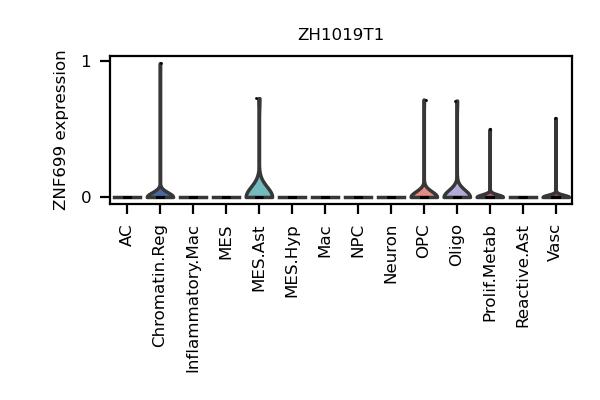 ZH1019T1
ZNF699 expression
1
0
AC
Chromatin.Reg
Inflammatory.Mac
MES
MES.Ast
MES.Hyp
Mac
NPC
Neuron
OPC
Oligo
Prolif.Metab
Reactive.Ast
Vasc